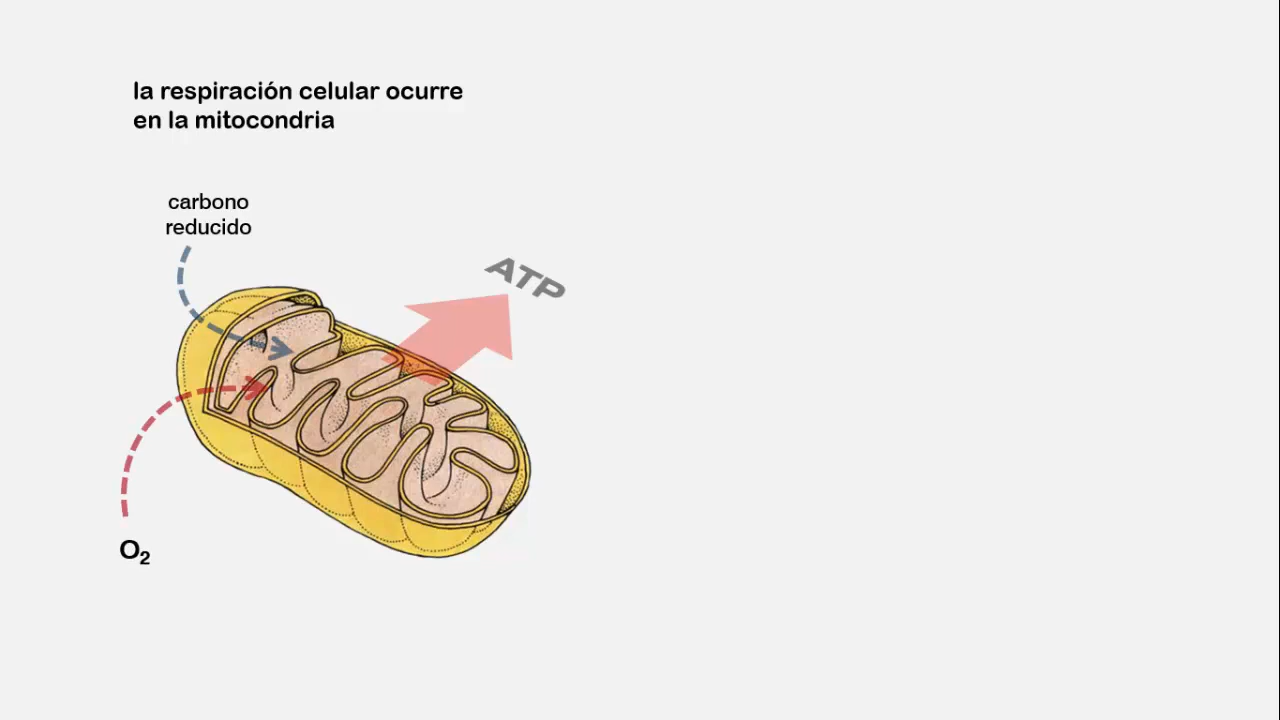 la respiración celular ocurre
en la mitocondria
carbono
reducido
ATP
O₂